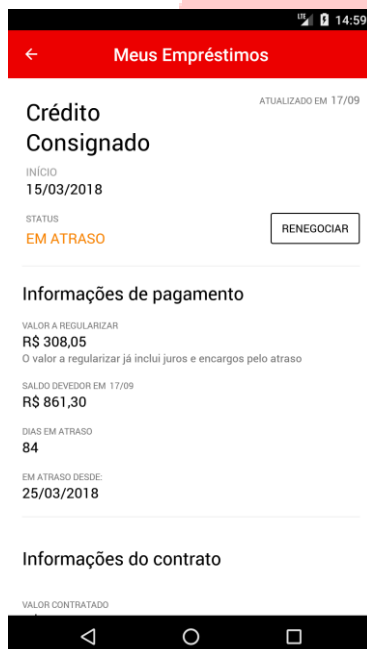 LTE 14:59
Meus Empréstimos
Crédito
Consignado
ATUALIZADO EM 17/09
INÍCIO
15/03/2018
STATUS
EM ATRASO
RENEGOCIAR
Informações de pagamento
VALOR A REGULARIZAR
R$ 308,05
O valor a regularizar já inclui juros e encargos pelo atraso
SALDO DEVEDOR EM 17/09
R$ 861,30
DIAS EM ATRASO
84
EM ATRASO DESDE:
25/03/2018
Informações do contrato
VALOR CONTRATADO